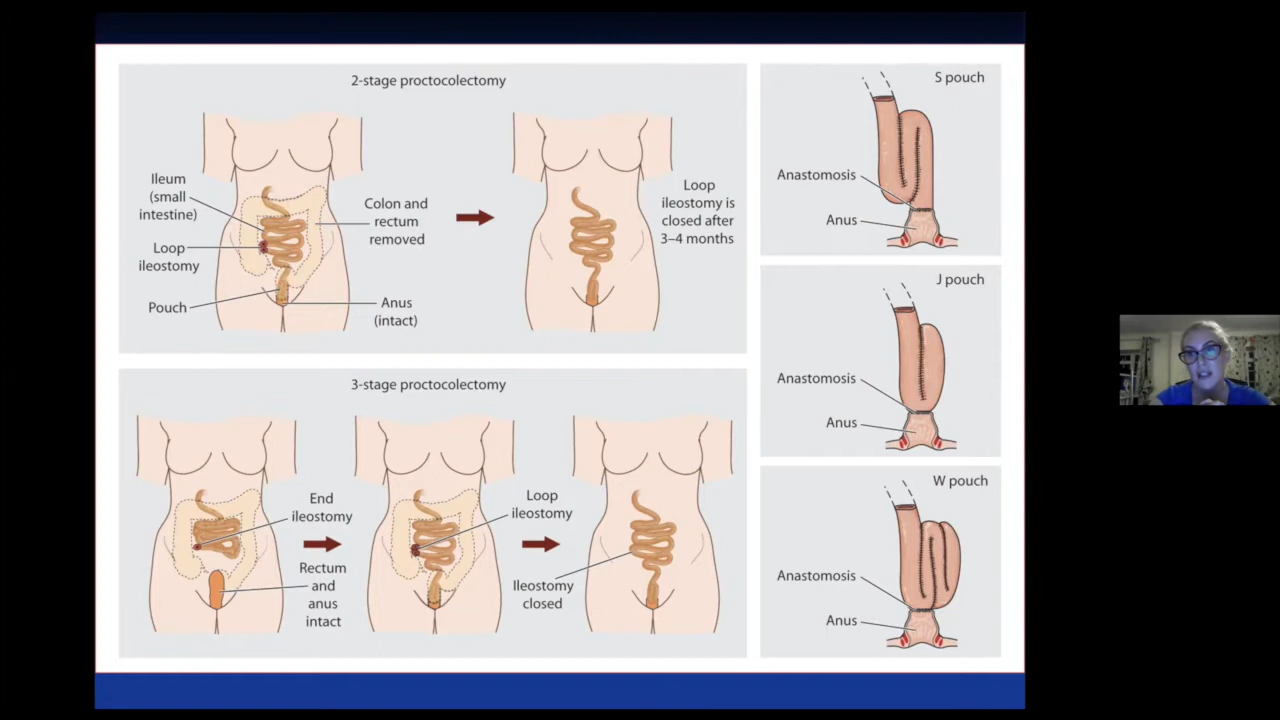 2-stage proctocolectomy
Ileum
(small
intestine)
Loop
ileostomy
Pouch
Colon and
rectum
removed
Anus
(intact)
Loop
ileostomy is
closed after
3–4 months
3-stage proctocolectomy
End
ileostomy
Rectum
and
anus
intact
Loop
ileostomy
Ileostomy
closed
S pouch
Anastomosis
Anus
J pouch
Anastomosis
Anus
W pouch
Anastomosis
Anus